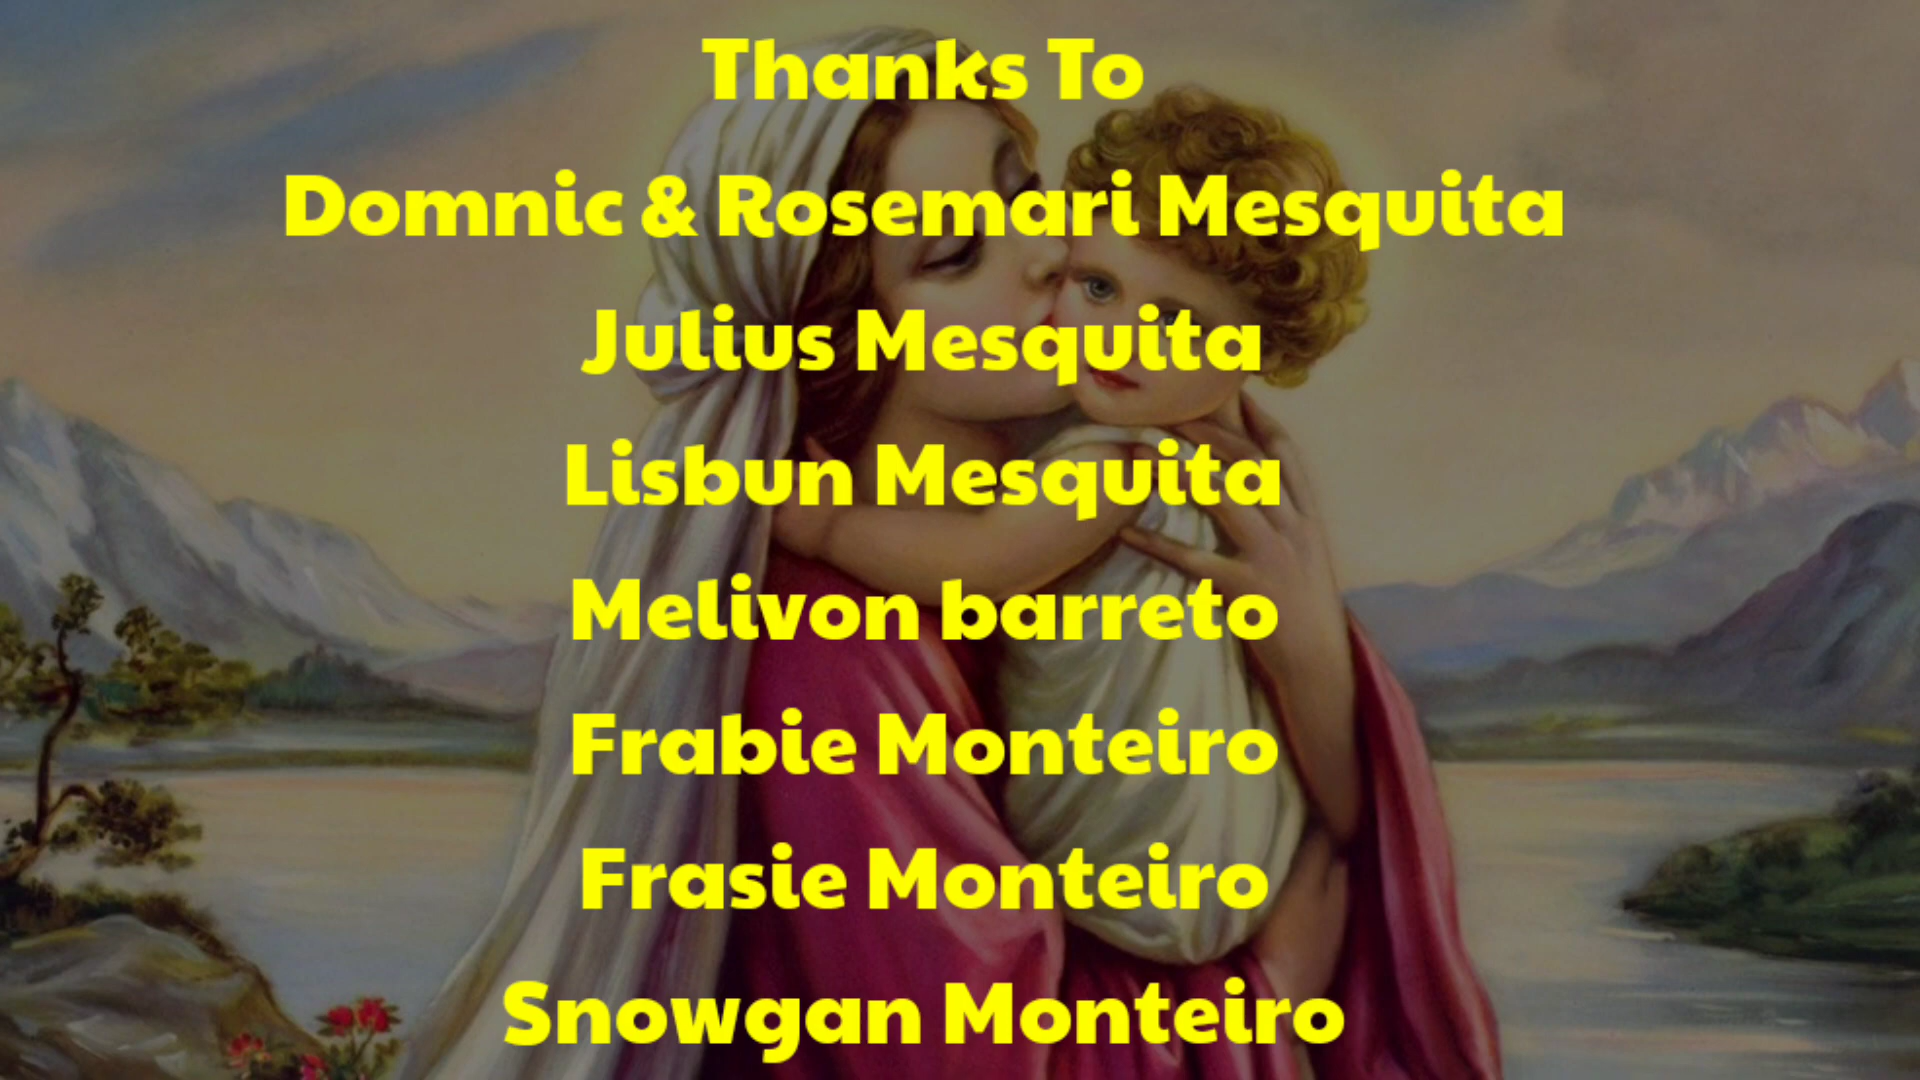 Thanks To
Domnic & Rosemari Mesquita
Julius Mesquita
Lisbun Mesquita
Melivon barreto
Frabie Monteiro
Frasie Monteiro
Snowgan Monteiro